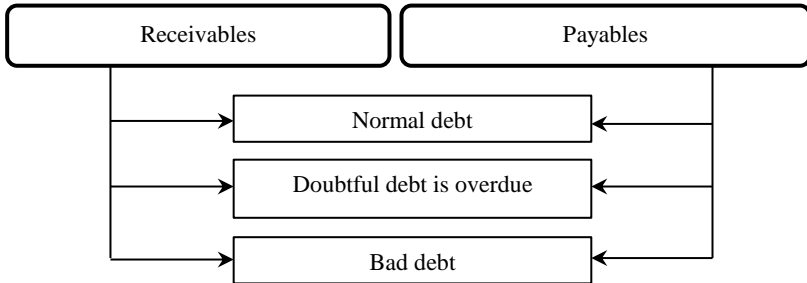 Receivables
Payables
Normal debt
Doubtful debt is overdue
Bad debt